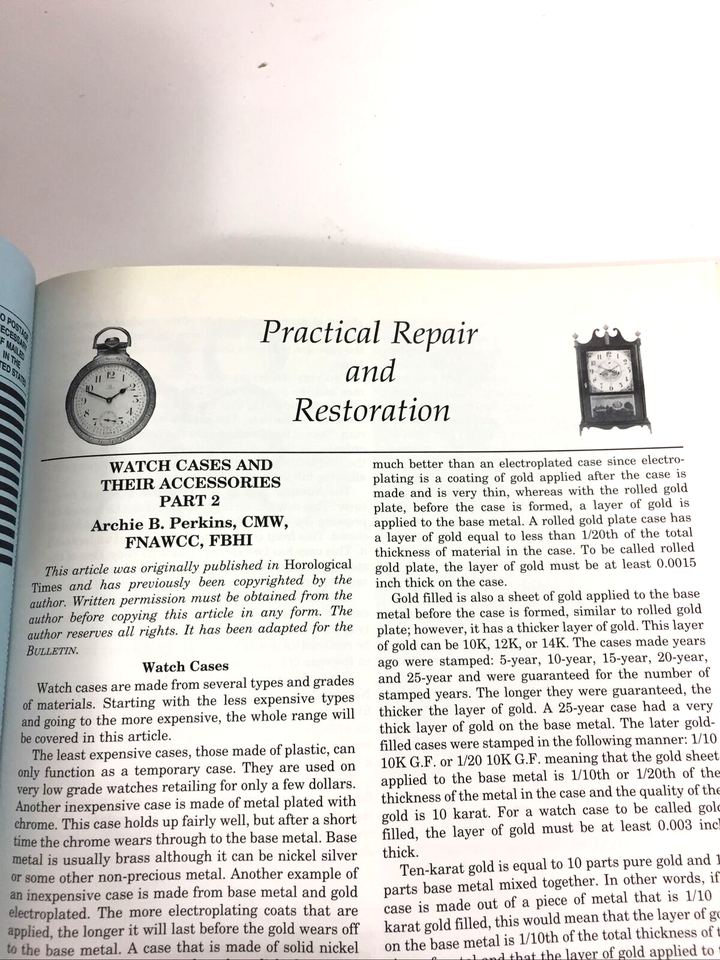 O POSTAGE
ECESSARY
F MAILED
IN THE
TED STATES
Practical Repair
and
Restoration
WATCH CASES AND
THEIR ACCESSORIES
PART 2
Archie B. Perkins, CMW,
FNAWCC, FBHI
This article was originally published in Horological
Times and has previously been copyrighted by the
author. Written permission must be obtained from the
author before copying this article in any form. The
author reserves all rights. It has been adapted for the
BULLETIN.
Watch Cases
Watch cases are made from several types and grades
of materials. Starting with the less expensive types
and going to the more expensive, the whole range will
be covered in this article.
The least expensive cases, those made of plastic, can
only function as a temporary case. They are used on
very low grade watches retailing for only a few dollars.
Another inexpensive case is made of metal plated with
chrome. This case holds up fairly well, but after a short
time the chrome wears through to the base metal. Base
metal is usually brass although it can be nickel silver
or some other non-precious metal. Another example of
an inexpensive case is made from base metal and gold
electroplated. The more electroplating coats that are
applied, the longer it will last before the gold wears off
to the base metal. A case that is made of solid nickel
much better than an electroplated case since electro-
plating is a coating of gold applied after the case is
made and is very thin, whereas with the rolled gold
plate, before the case is formed, a layer of gold is
applied to the base metal. A rolled gold plate case has
a layer of gold equal to less than 1/20th of the total
thickness of material in the case. To be called rolled
gold plate, the layer of gold must be at least 0.0015
inch thick on the case.
Gold filled is also a sheet of gold applied to the base
metal before the case is formed, similar to rolled gold
plate; however, it has a thicker layer of gold. This layer
of gold can be 10K, 12K, or 14K. The cases made years
ago were stamped: 5-year, 10-year, 15-year, 20-year,
and 25-year and were guaranteed for the number of
stamped years. The longer they were guaranteed, the
thicker the layer of gold. A 25-year case had a very
thick layer of gold on the base metal. The later gold-
filled cases were stamped in the following manner: 1/10
10K G.F. or 1/20 10K G.F. meaning that the gold sheet
applied to the base metal is 1/10th or 1/20th of the
thickness of the metal in the case and the quality of the
gold is 10 karat. For a watch case to be called gold
filled, the layer of gold must be at least 0.003 inch
thick.
Ten-karat gold is equal to 10 parts pure gold and 1
parts base metal mixed together. In other words, if
case is made out of a piece of metal that is 1/10
karat gold filled, this would mean that the layer of go
on the base metal is 1/10th of the total thickness of t
and that the layer of gold applied to